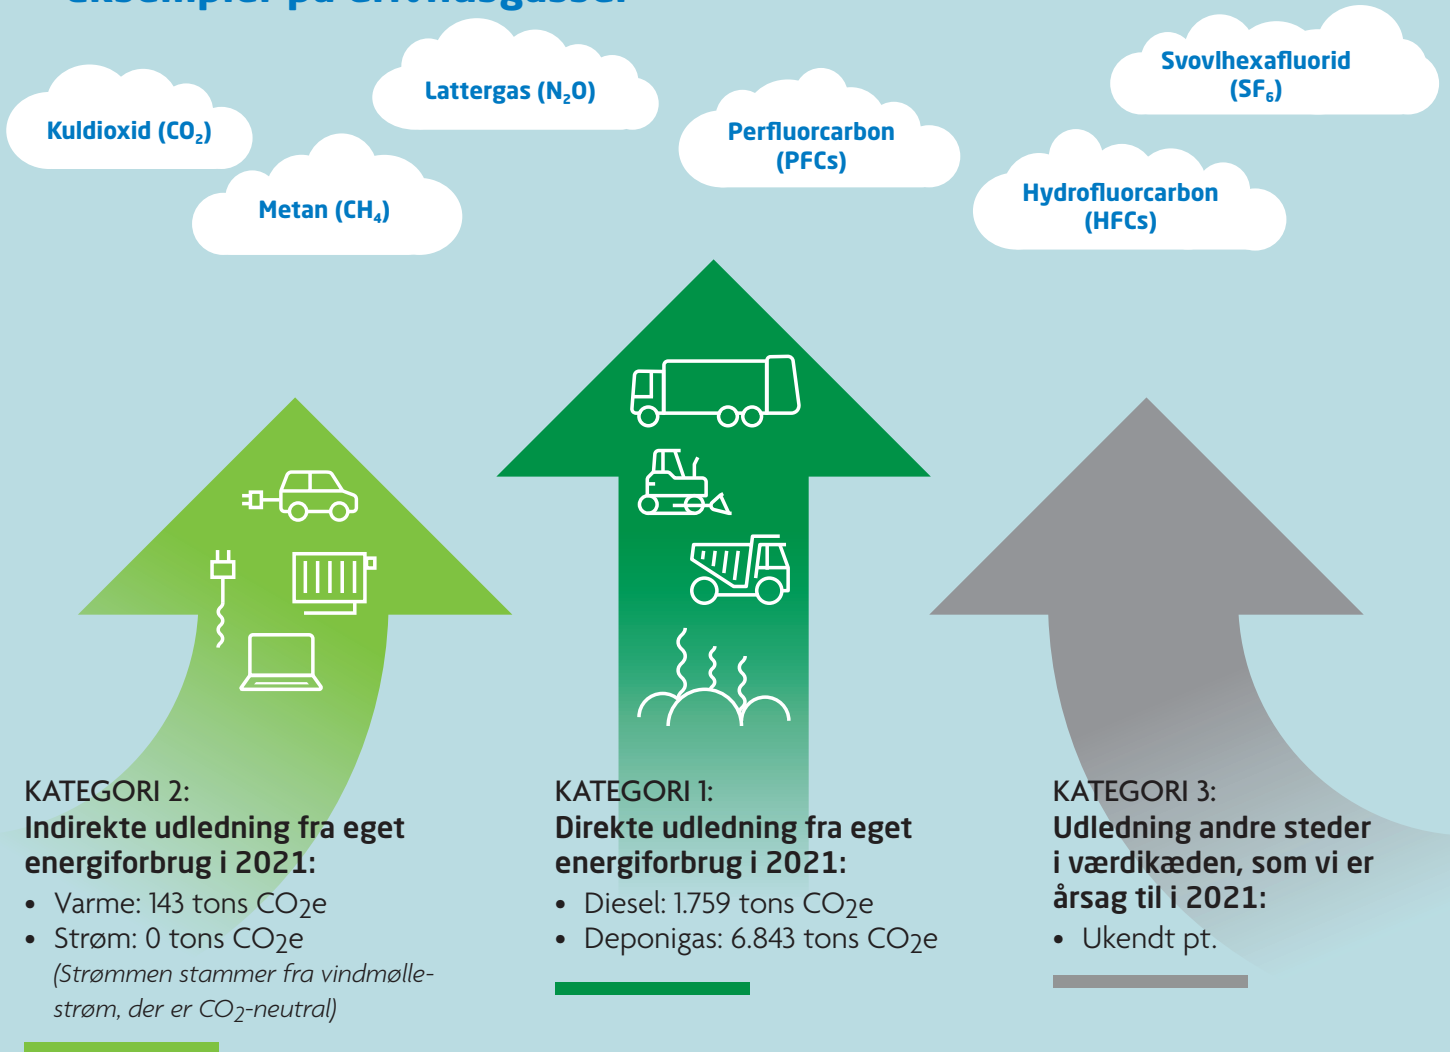 Kuldioxid (CO₂)
Metan (CH₄)
Lattergas (N₂O)
Perfluorcarbon
(PFCs)
Hydrofluorcarbon
(HFCs)
Svovlhexafluorid
(SF₆)
KATEGORI 2:
Indirekte udledning fra eget
energiforbrug i 2021:
• Varme: 143 tons CO2e
• Strøm: 0 tons CO2e
(Strømmen stammer fra vindmølle-
strøm, der er CO2-neutral)
KATEGORI 1:
Direkte udledning fra eget
energiforbrug i 2021:
• Diesel: 1.759 tons CO2e
• Deponigas: 6.843 tons CO2e
KATEGORI 3:
Udledning andre steder
i værdikæden, som vi er
årsag til i 2021:
• Ukendt pt.